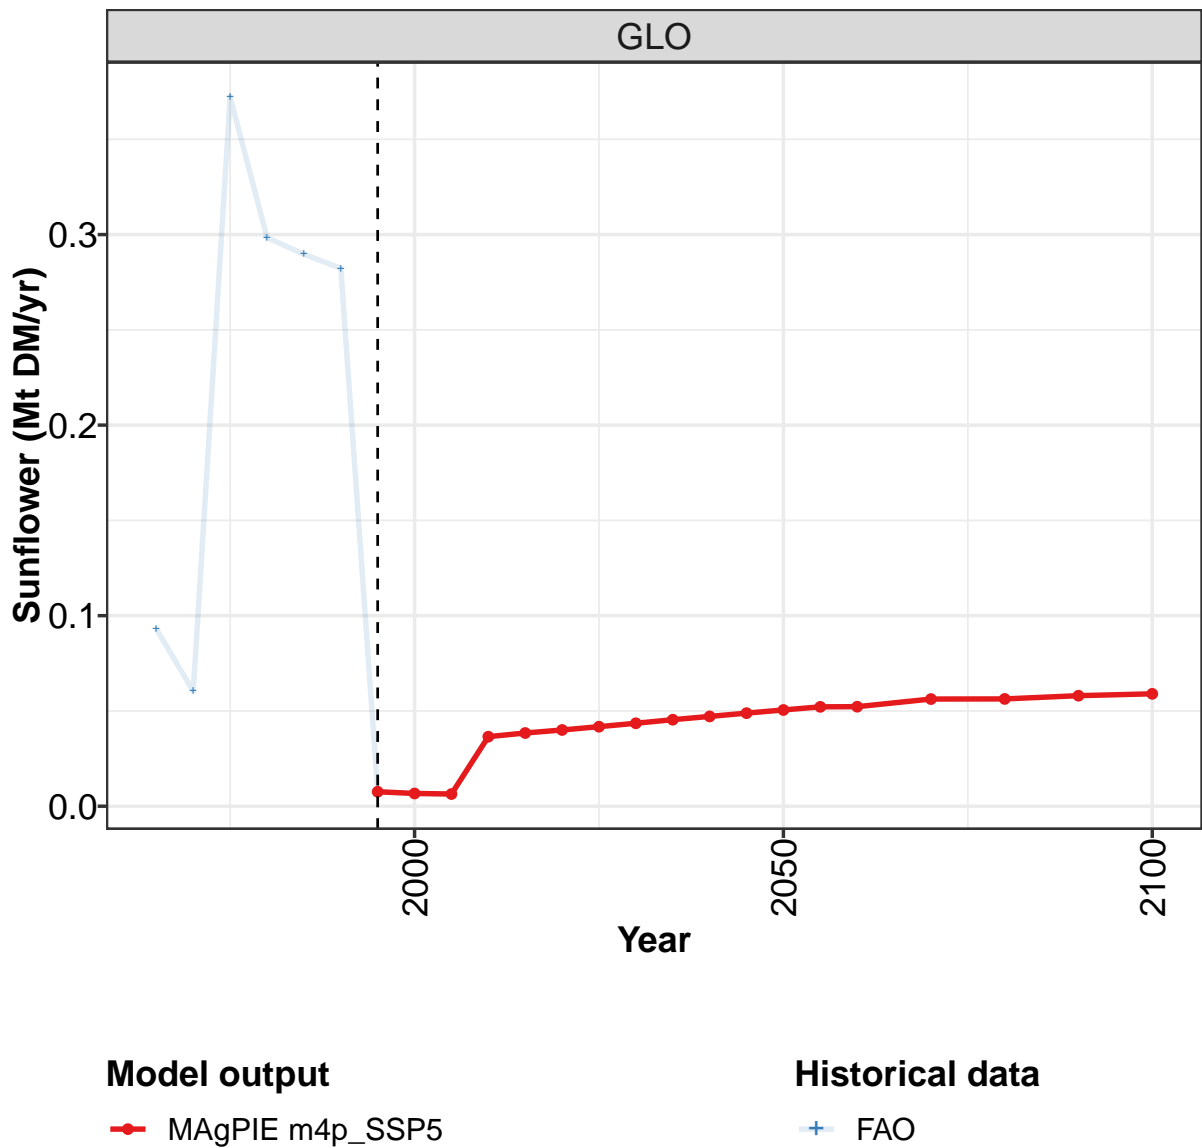 GLO
Sunflower (Mt DM/yr)
0.3
0.2
0.1
0.0
2000
2050
2100
Year
Model output
MAgPIE m4p_SSP5
Historical data
FAO